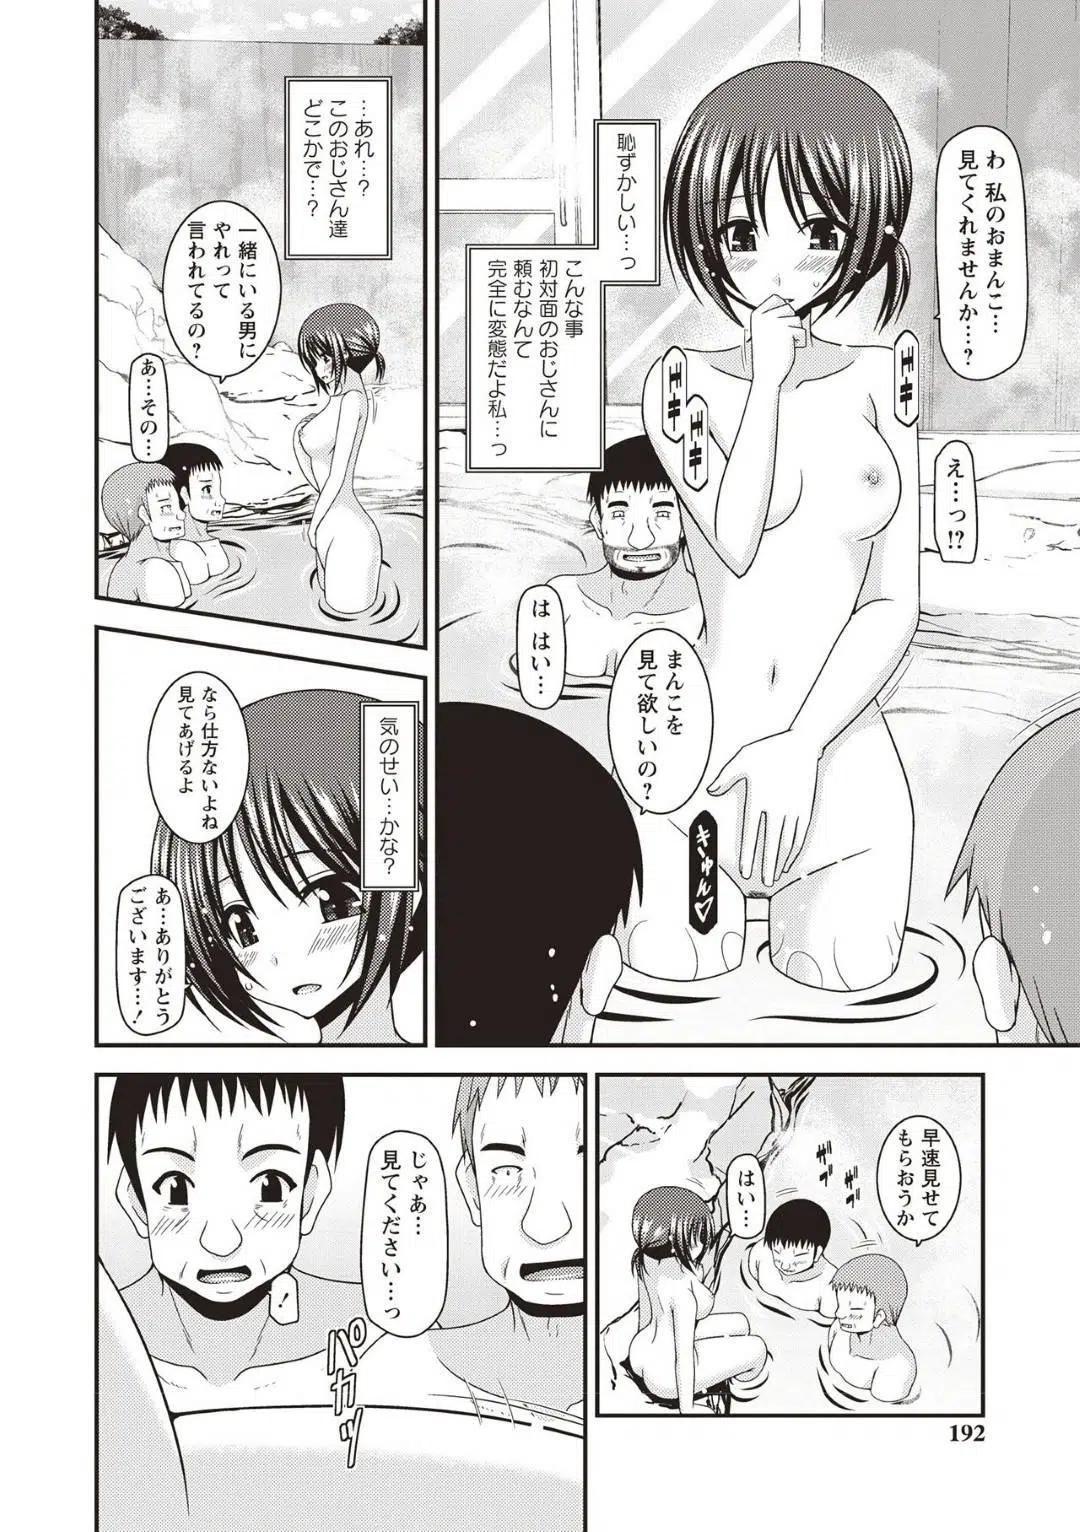 わ 私のおまんこ…
見てくれませんか…?
え…っ
!?
恥ずかしい…っ
こんな事
初対面のおじさんに
頼むなんて
完全に変態だよ私…っ
ドキ
ドキ
ドキ
ドキ
まんこを
見て欲しいの?
は はい…
きゅん♡
…あれ…?
このおじさん達
どこかで…?
一緒にいる男に
やれって
言われてるの?
あ…その…
気のせい…かな?
なら仕方ないよね
見てあげるよ
あ…ありがとう
ございます…!
早速見せて
もらおうか
はい…
ザブ
ザブ
じゃあ…
見てください…っ
!
パカッ
192